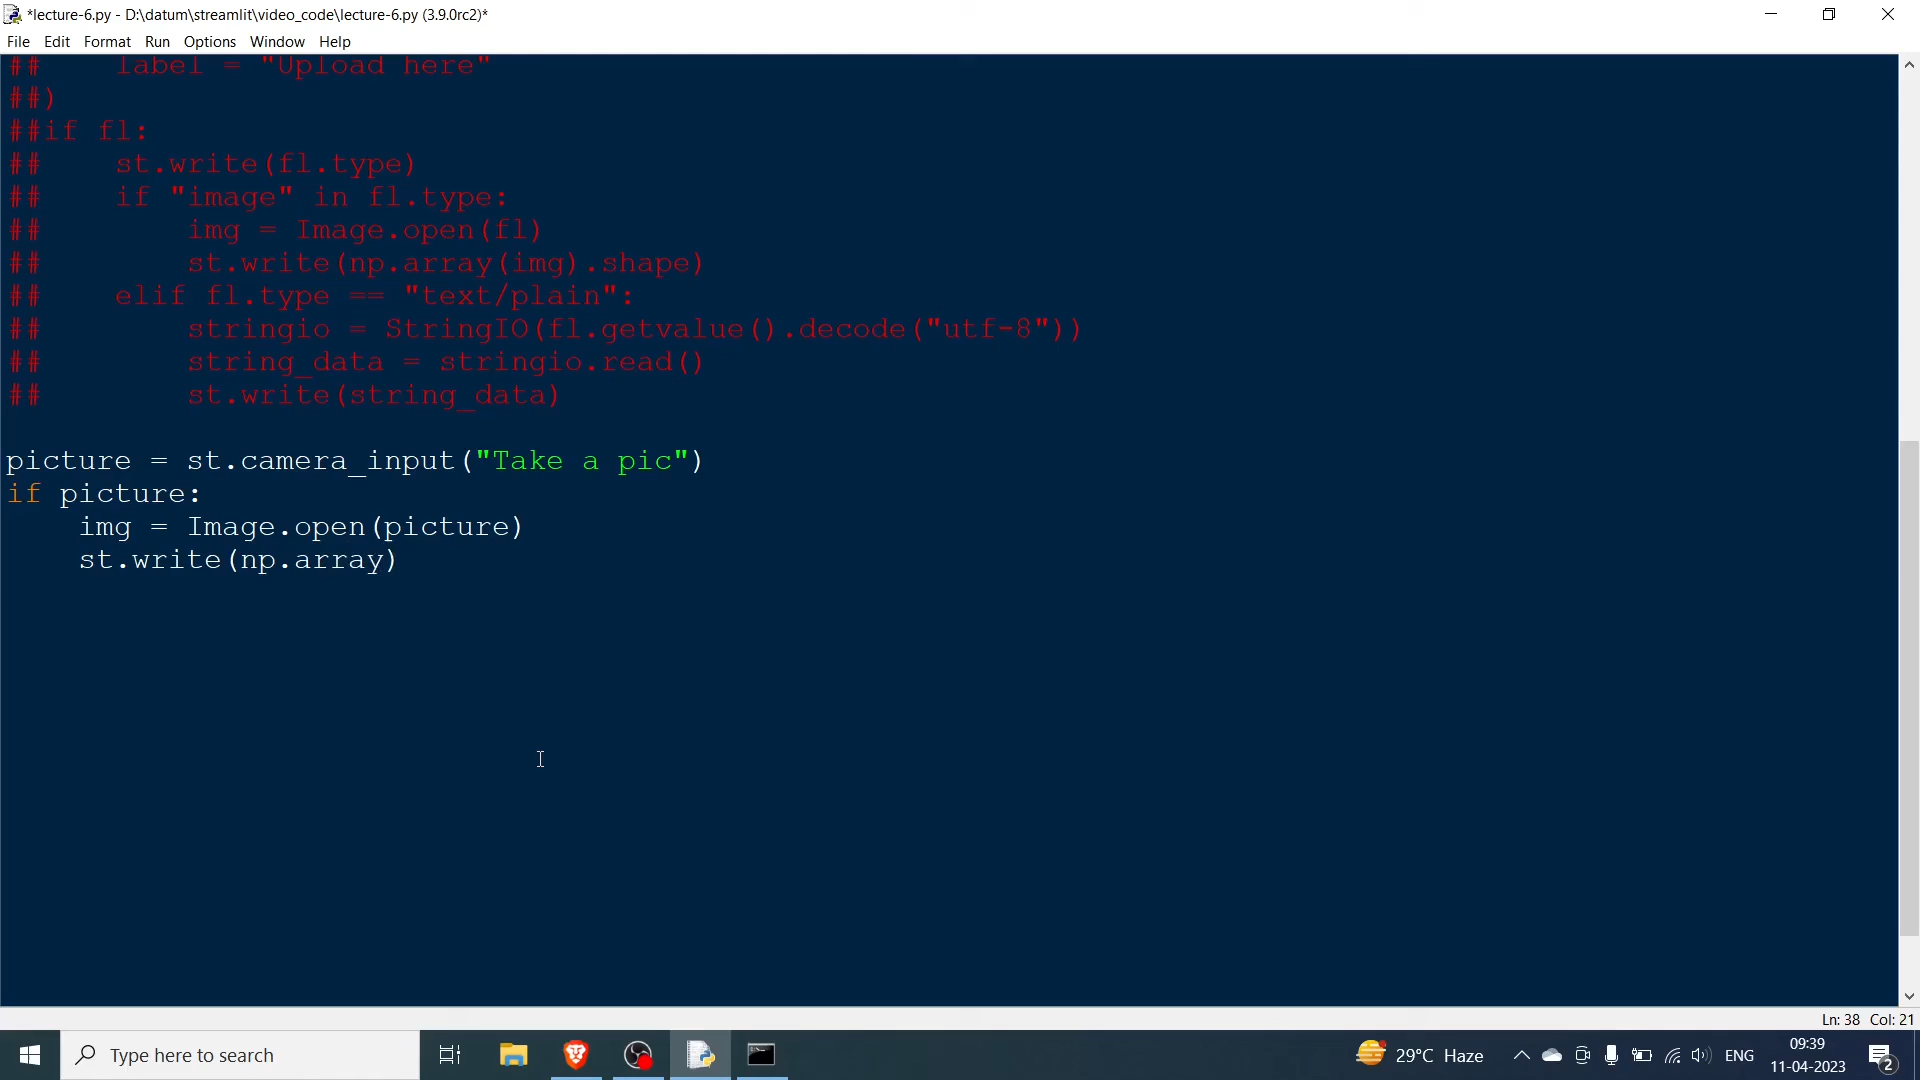 *lecture-6.py - D:\datum\streamlit\video_code\lecture-6.py (3.9.0rc2)*
File Edit Format Run Options Window Help
##    label = "Upload here"
##)
##if fl:
##    st.write(fl.type)
##    if "image" in fl.type:
##        img = Image.open(fl)
##        st.write(np.array(img).shape)
##    elif fl.type == "text/plain":
##        stringio = StringIO(fl.getvalue().decode("utf-8"))
##        string_data = stringio.read()
##        st.write(string_data)
picture = st.camera_input("Take a pic")
if picture:
    img = Image.open(picture)
    st.write(np.array)
Ln: 38 Col: 21
Type here to search
29°C Haze
ENG
09:39
11-04-2023
2